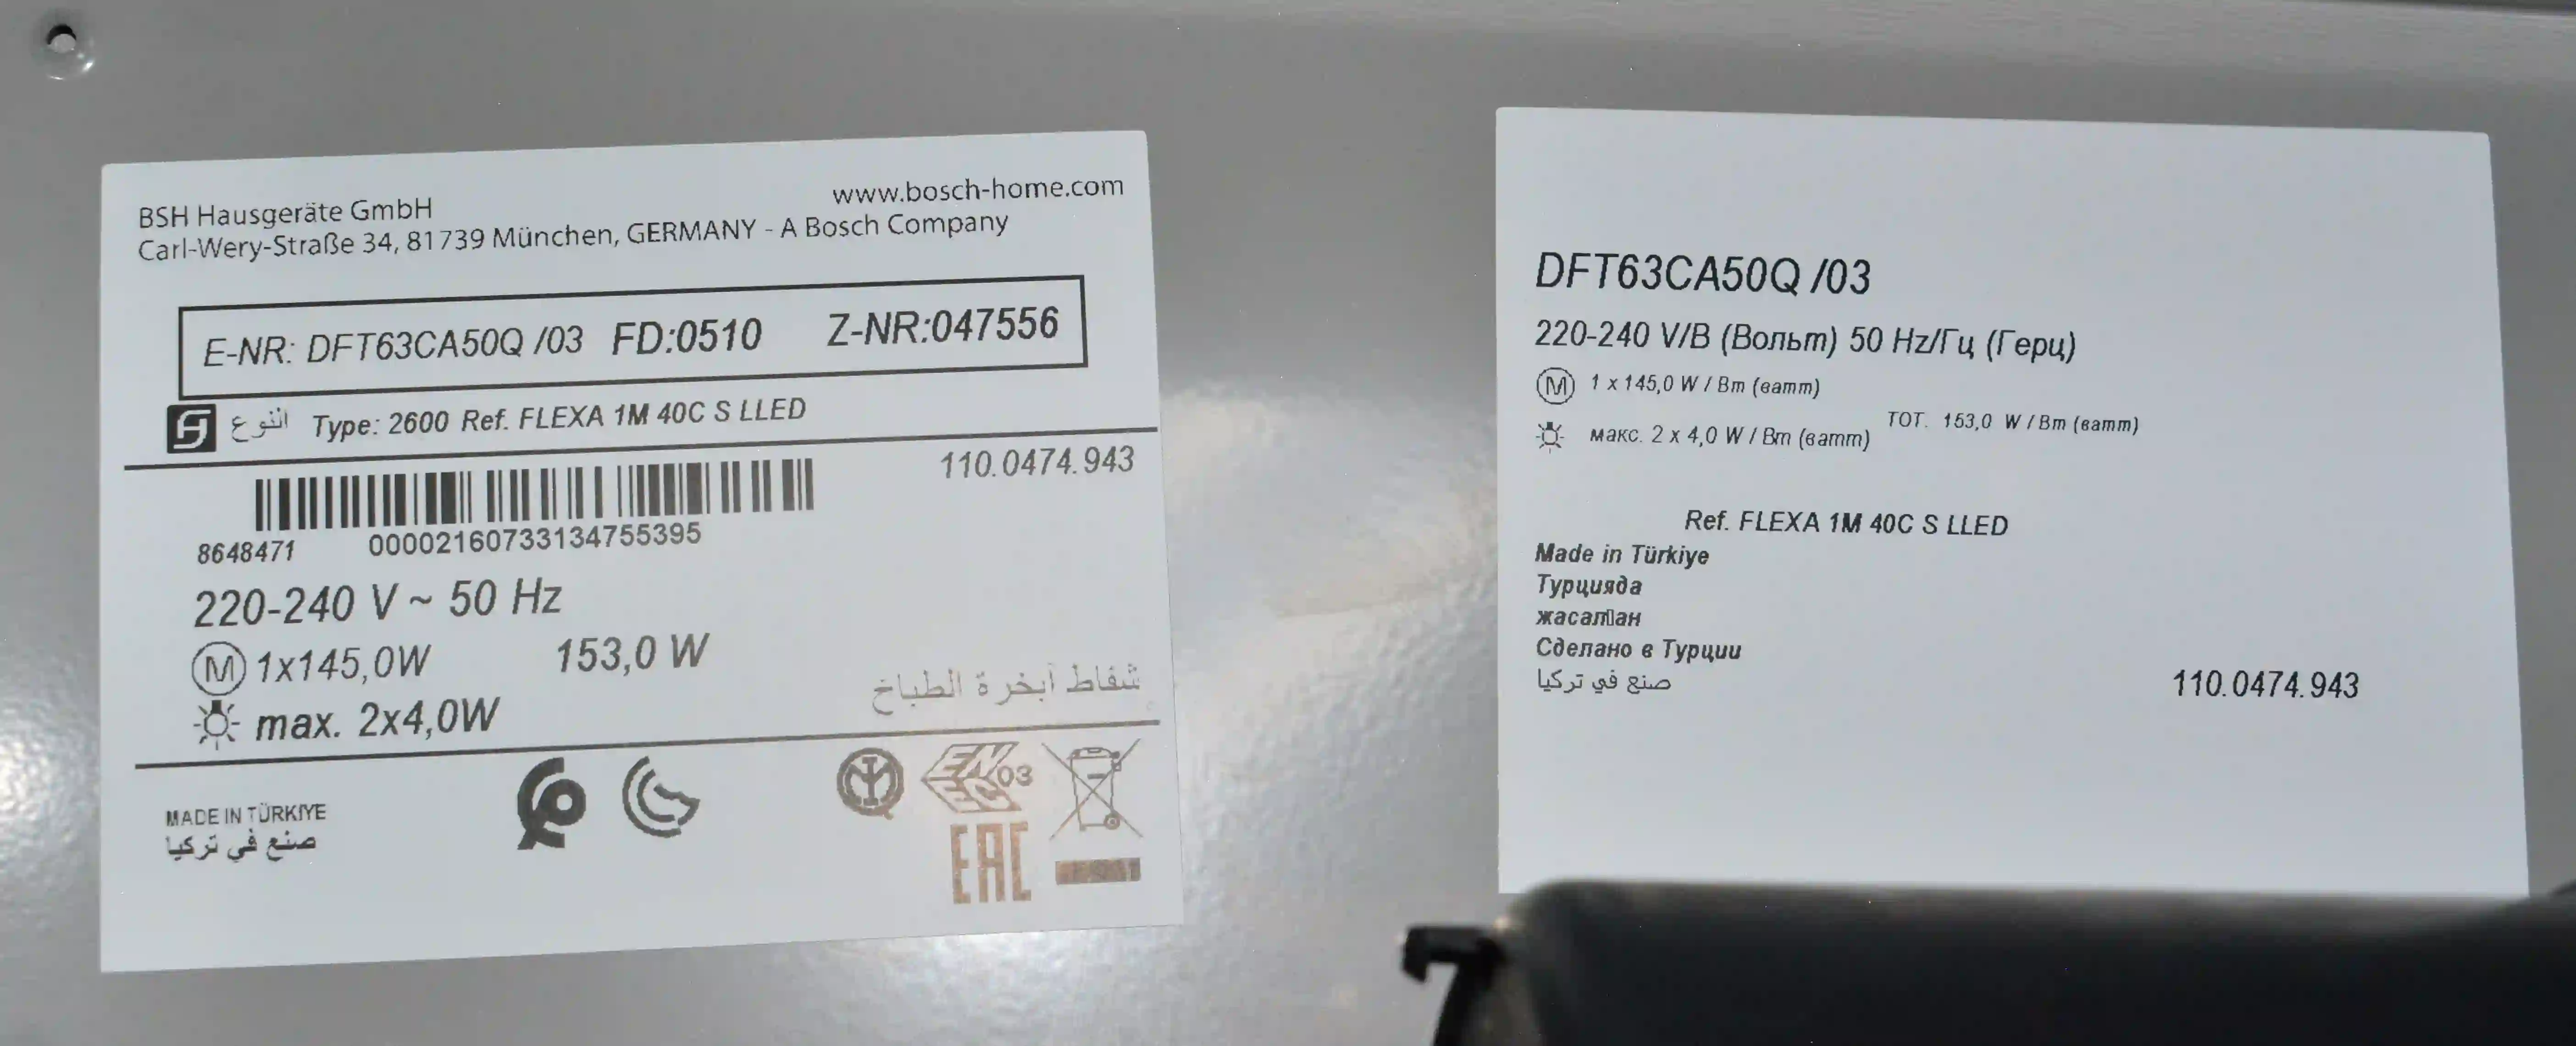 BSH Hausgeräte GmbH
www.bosch-home.com
Carl-Wery-Straße 34, 81739 München, GERMANY - A Bosch Company
E-NR: DFT63CA50Q /03 FD:0510 Z-NR:047556
النوع Type: 2600 Ref. FLEXA 1M 40C S LLED
110.0474.943
8648471 00002160733134755395
220-240 V ~ 50 Hz
M 1x145,0W 153,0 W
شفاط أبخرة الطباخ
max. 2x4,0W
MADE IN TÜRKIYE
صنع في تركيا
EN EC 03
EAC
DFT63CA50Q /03
220-240 V/В (Вольт) 50 Hz/Гц (Герц)
M 1 x 145,0 W / Вт (ватт)
макс. 2 x 4,0 W / Вт (ватт) TOT. 153,0 W / Вт (ватт)
Ref. FLEXA 1M 40C S LLED
Made in Türkiye
Турцияда
жасал▯ан
Сделано в Турции
صنع في تركيا
110.0474.943